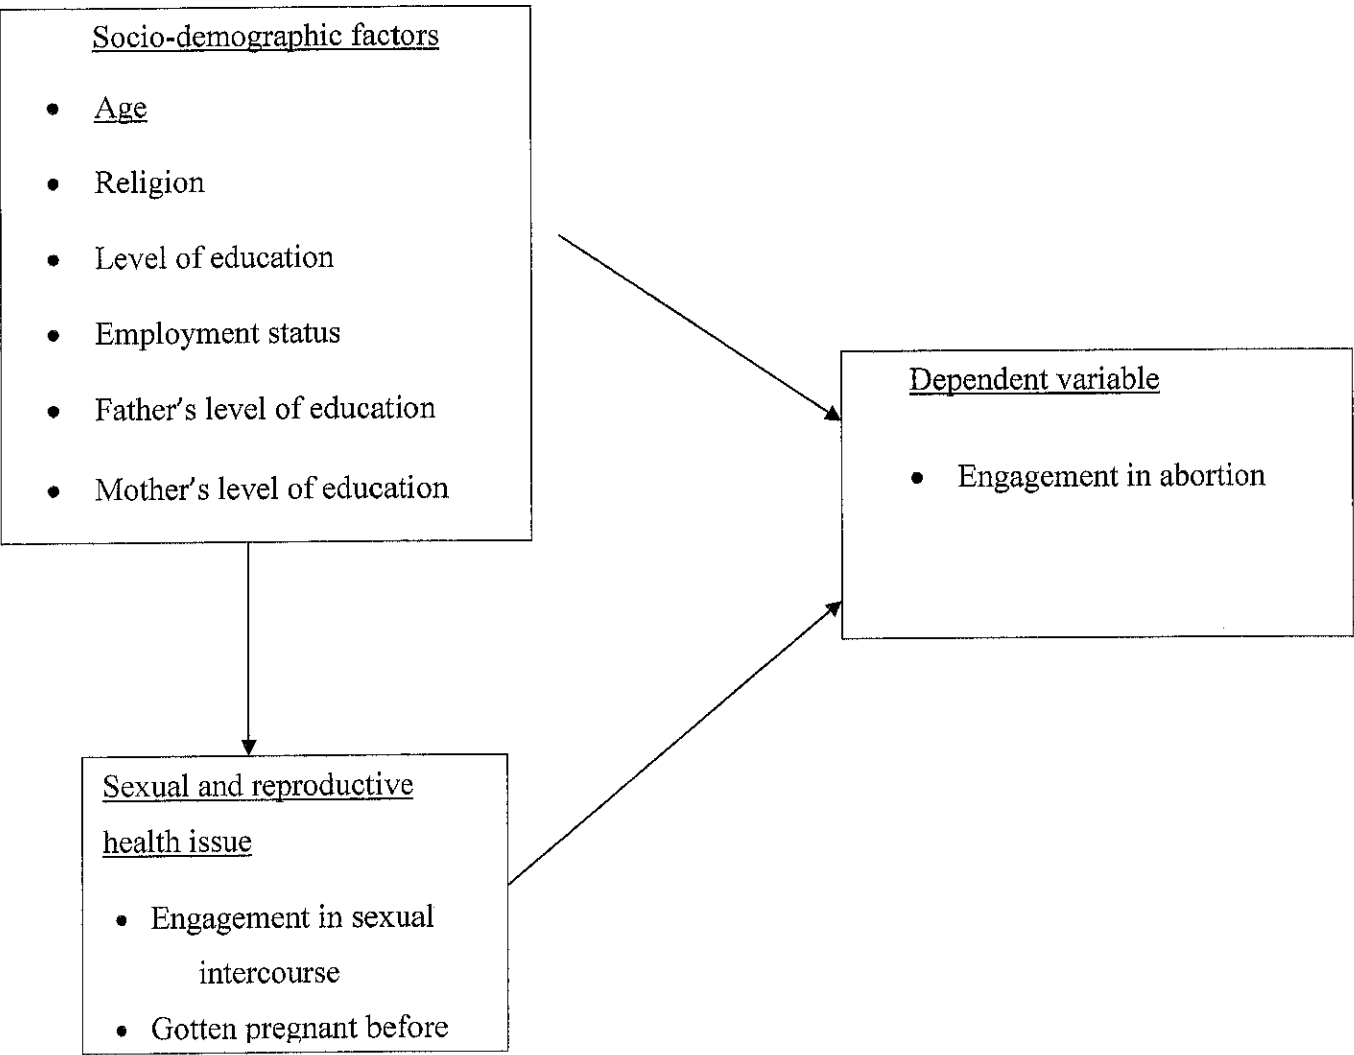 Socio-demographic factors
• Age
• Religion
• Level of education
• Employment status
• Father's level of education
• Mother's level of education
Dependent variable
• Engagement in abortion
Sexual and reproductive
health issue
• Engagement in sexual
intercourse
• Gotten pregnant before